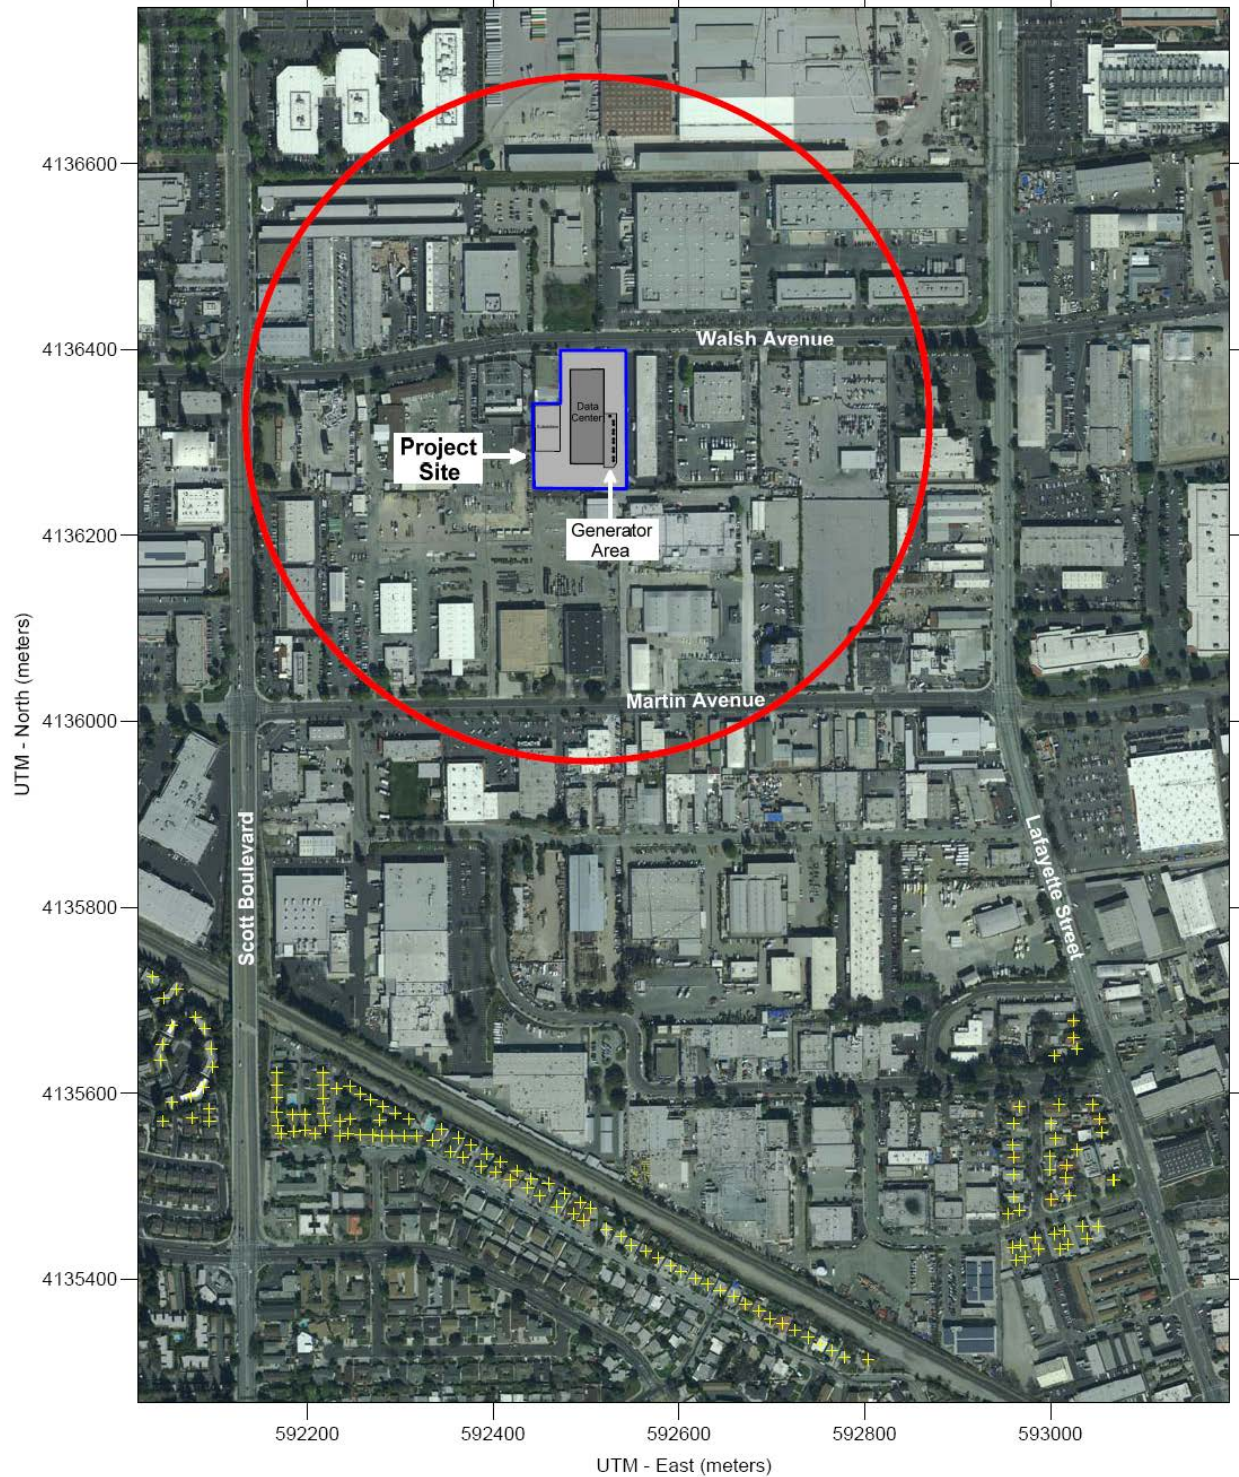 4136600
Walsh Avenue
4136400
Data
Center
Project
Site
Generator
Area
4136200
UTM - North (meters)
Martin Avenue
4136000
Scott Boulevard
Lafayette Street
4135800
4135600
4135400
592200
592400
592600
592800
593000
UTM - East (meters)